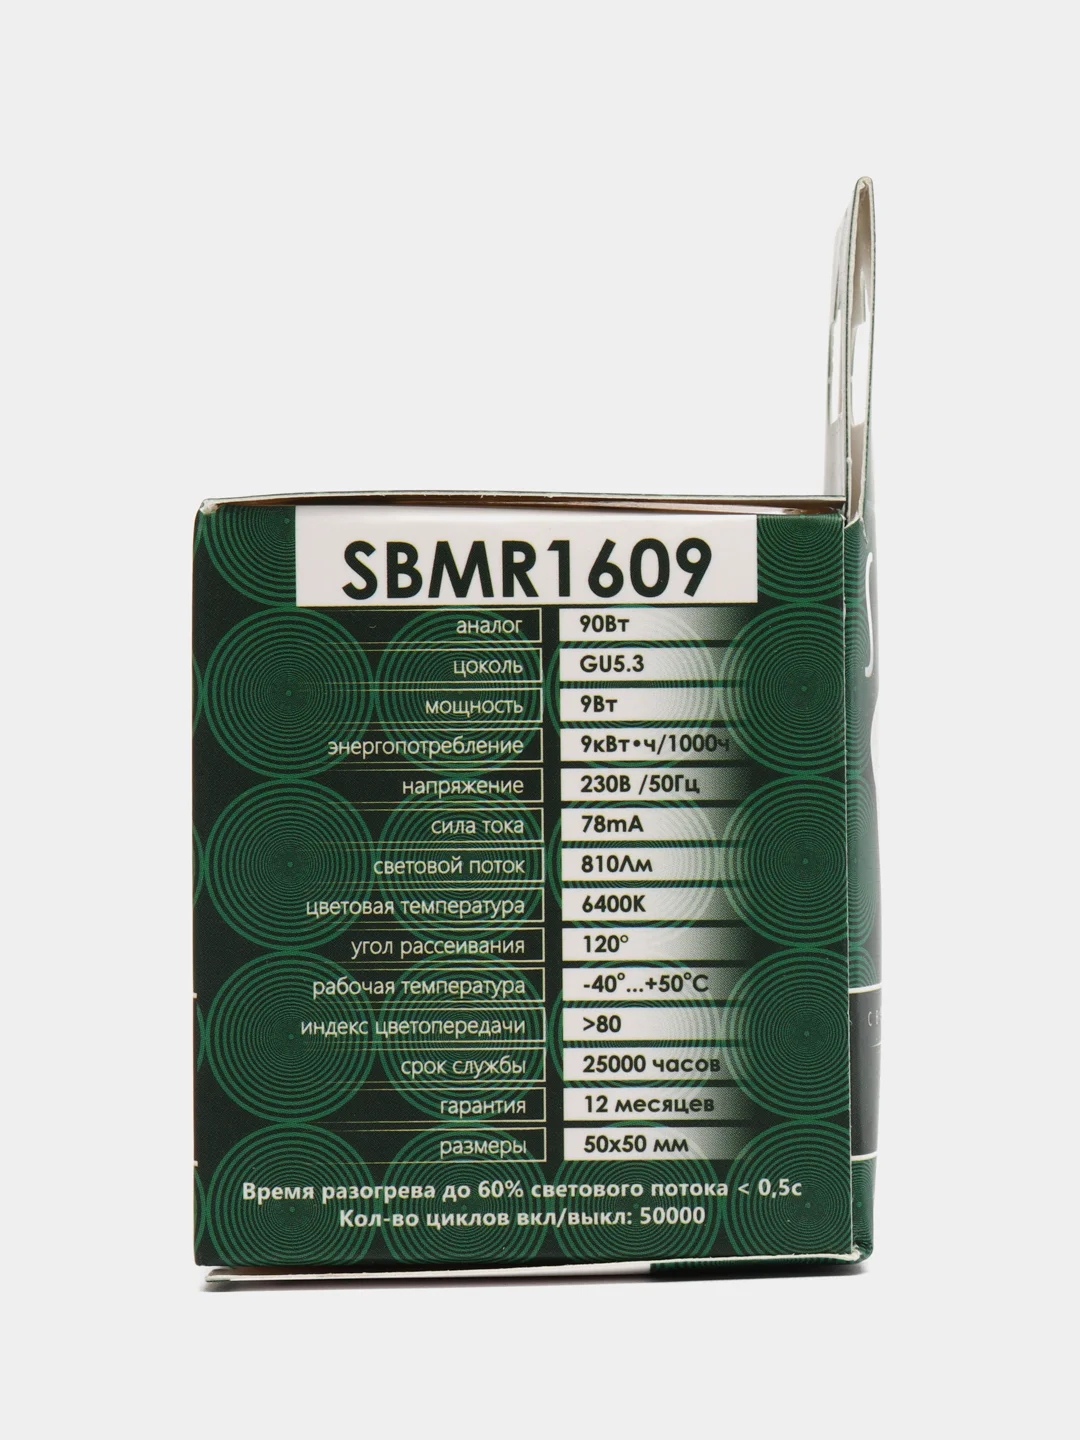 SBMR1609
аналог 90Вт
цоколь GU5.3
мощность 9Вт
энергопотребление 9кВт•ч/1000ч
напряжение 230В /50Гц
сила тока 78mA
световой поток 810Лм
цветовая температура 6400К
угол рассеивания 120°
рабочая температура -40°...+50°C
индекс цветопередачи >80
срок службы 25000 часов
гарантия 12 месяцев
размеры 50х50 мм
Время разогрева до 60% светового потока < 0,5с
Кол-во циклов вкл/выкл: 50000